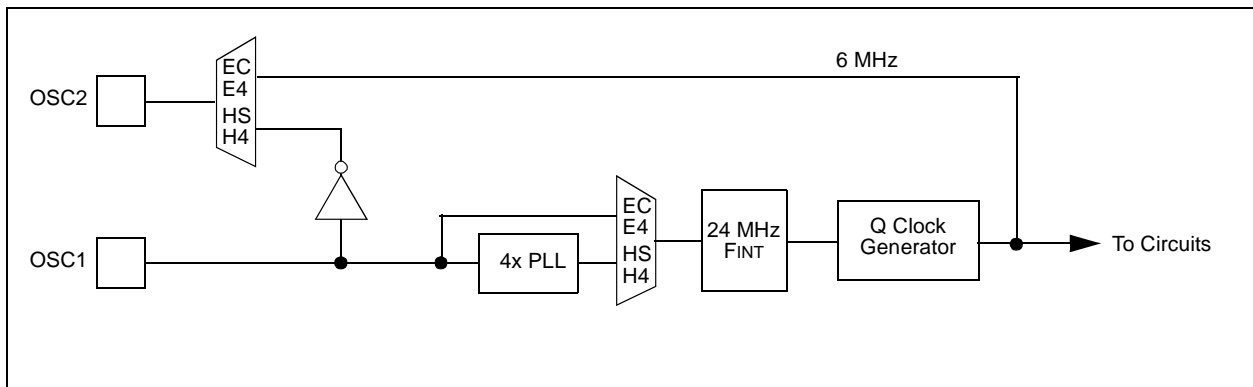 6 MHz
OSC2
EC
E4
HS
H4
OSC1
4x PLL
EC
E4
HS
H4
24 MHz
FINT
Q Clock
Generator
To Circuits